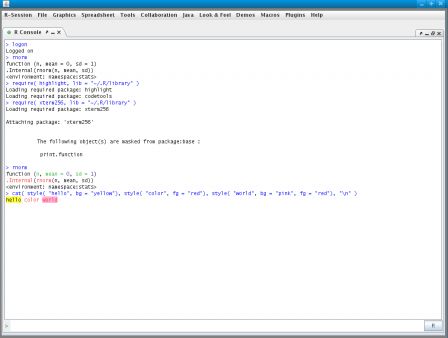 R-Session File Graphics Spreadsheet Tools Collaboration Java Look & Feel Demos Macros Plugins Help
R Console
> logon
Logged on
> rnorm
function (n, mean = 0, sd = 1)
.Internal(rnorm(n, mean, sd))
<environment: namespace:stats>
> require( highlight, lib = "~/.R/library" )
Loading required package: highlight
Loading required package: codetools
> require( xterm256, lib = "~/.R/library" )
Loading required package: xterm256
Attaching package: 'xterm256'
The following object(s) are masked from package:base :
print.function
> rnorm
function (n, mean = 0, sd = 1)
.Internal(rnorm(n, mean, sd))
<environment: namespace:stats>
> cat( style( "hello", bg = "yellow"), style( "color", fg = "red"), style( "world", bg = "pink", fg = "red"), "\n" )
hello color world
>
R